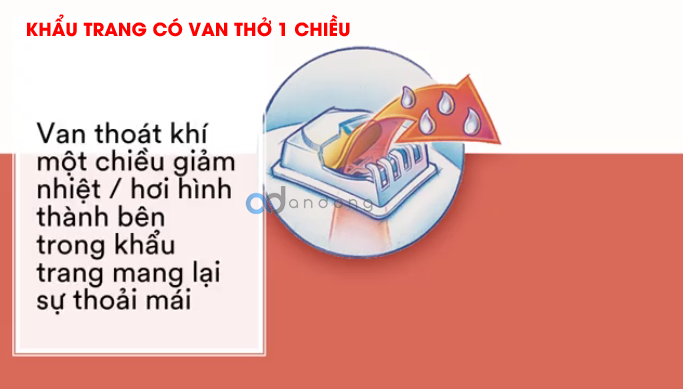 KHẨU TRANG CÓ VAN THỞ 1 CHIỀU
Van thoát khí
một chiều giảm
nhiệt / hơi hình
thành bên
trong khẩu
trang mang lại
sự thoải mái
andong